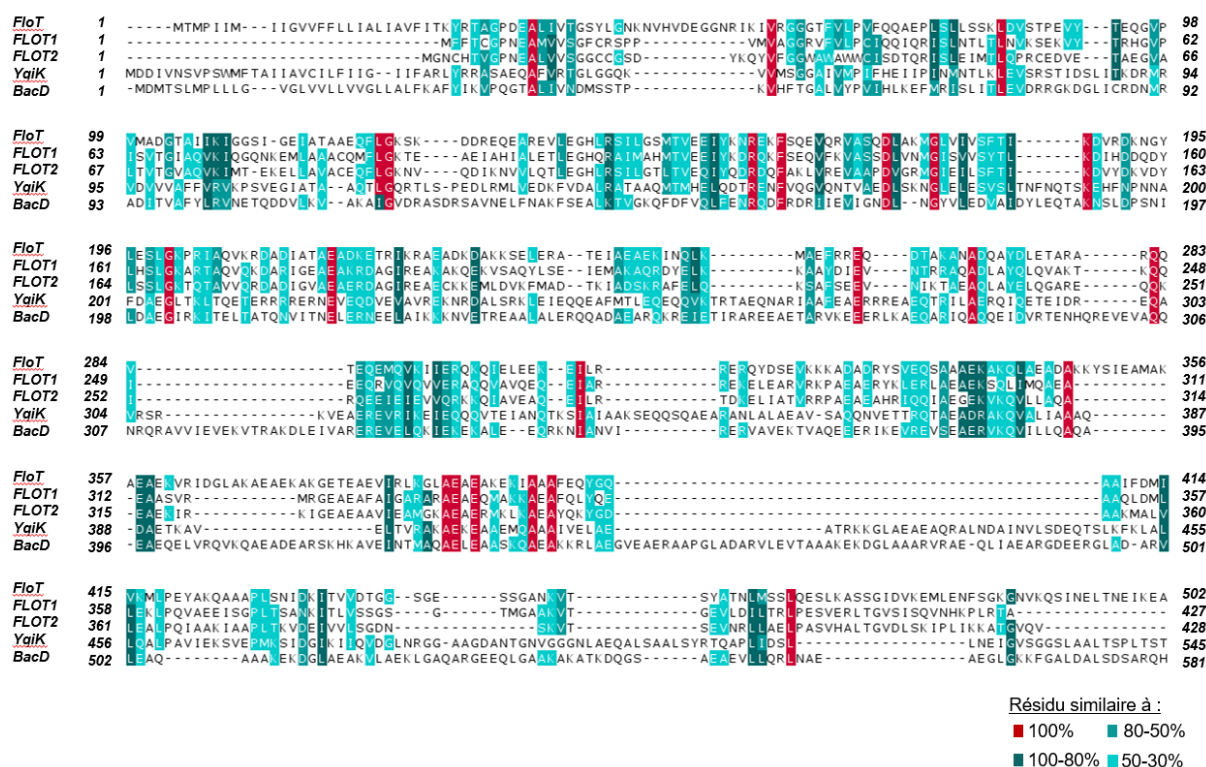 FloT 1 -----MTMPIIM--IIGVVFFLLIALIAVFITKYRTAGPDEALIVTGSYLGNKNVHVDEGGNRIKIVRGGGTFVLPVFQQAEPLSLLSSKLDVSTPEVY---TEQGVP 98
FLOT1 1 ---------------------------------MFFTCGPNEAMVVSGFCRSPP-----------VMVAGGRVFVLPCIQQIQRISLNTLTLNVKSEKVY---TRHGVP 62
FLOT2 1 -------------------------------MGNCHTVGPNEALVVSGGCCGSD---------YKQYVFGGWAWAWWCISDTQRISLEIMTLQPRCEDVE---TAEGVA 67
YqiK 1 MDDIVNSVPSWMFTAIIAVCILFIIG-IIFARLYRRASAEQAFVRTGLGGQK-----------VVMSGGAIVMPIFHEIIPINMNTLKLEVSRSTIDSLITKDRMR 94
BacD 1 -MDMTSLMPLLLG--VGLVVLLVVGLLALFKAFYIKVPQGTALIVNDMSSTP-----------KVHFTGALVYPVIHLKEFMRISLITLEVDRRGKDGLICRDNMR 92
FloT 99 VMADGTAIIKIGGSI-GEIATAAEQFLGKSK---DDREQEAREVLEGHLRSILGSMTVEEIYKNREKFSQEVQRVASQDLAKMGLVIVSFTI-------KDVRDKNGY 195
FLOT1 63 ISVTGIAQVKIQGQNKEMLAAACQMFLGKTE----AEIAHIALETLEGHQRAIMAHMTVEEIYKDRQKFSEQVFKVASSDLVNMGISVVSYTL-------KDIHDDQDY 160
FLOT2 67 LTVTGVAQVKIMT-EKELLAVACEQFLGKNV---QDIKNVVLQTLEGHLRSILGTLTVEQIYQDRDQFAKLVREVAAPDVGRMGIEILSFTI-------KDVYDKVDY 163
YqiK 95 VDVVVAFFVRVKPSVEGIATA--AQTLGQRTLS-PEDLRMLVEDKFVDALRATAAQMTMHELQDTRENFVQGVQNTVAEDLSKNGLELESVSLTNFNQTSKEHFNPNNA 200
BacD 93 ADITVAFYLRVNETQDDVLKV--AKAIGVDRASDRSAVNELFNAKFSEALKTVGKQFDFVQLFENRQDFRDRIIEVIGNDL--NGYVLEDVAIDYLEQTAKNSLDPSNI 197
FloT 196 LESLGKPRIAQVKRDADIATAEADKETRIKRAEADKDAKKSELERA--TEIAEAEKINQLK---------MAEFRREQ---DTAKANADQAYDLETARA-----RQQ 283
FLOT1 161 LHSLGKARTAQVQKDARIGEAEAKRDAGIREAKAKQEKVSAQYLSE--IEMAKAQRDYELK---------KAAYDIEV---NTRRAQADLAYQLQVAKT-----KQQ 248
FLOT2 164 LSSLGKTQTAVVQRDADIGVAEAERDAGIREAECKKEMLDVKFMAD--TKIADSKRAFELQ---------KSAFSEEV---NIKTAEAQLAYELQGARE-----QQK 251
YqiK 201 FDAEGLTKLTQETERRRRERNEVEQDVEVAVREKNRDALSRKLEIEQQEAFMTLEQEQQVKTRTAEQNARIAAFEAERRREAEQTRILAERQIQETEIDR------EQA 303
BacD 198 LDAEGIRKITELTATQNVITNELERNEELAIKKKNVETREAALALERQQADAEARQKREIETIRAREEAETARVKEEERLKAEQARIQAQQEIDVRTENHQREVEVAQQ 306
FloT 284 V----------------------TEQEMQVKIIERQKQIELEEK-EILR-------RERQYDSEVKKKADADRYSVEQSAAAEKAKQLAEADAKKYSIEAMAK 356
FLOT1 249 I----------------------EEQRVQVQVVERAQQVAVQEQ-EIAR-------REKELEARVRKPAEAERYKLERLAEAEKSQLIMQAEA---------- 311
FLOT2 252 I----------------------RQEEIEIEVVQRKKQIAVEAQ-EILR-------TDKELIATVRRPAEAEAHRIQQIAEGEKVKQVLLAQA---------- 314
YqiK 304 VRSR-----------------KVEAEREVRIKEIEQQQVTEIANQTKSIAIAAKSEQQSQAEARANLALAEAV-SAQQNVETTRQTAEADRAKQVALIAAAQ---------- 387
BacD 307 NRQRAVVIEVEKVTRAKDLEIVAREREVELQKIEKEKALE--EQRKNIANVI------RERVAVEKTVAQEEERIKEVREVSEAERVKQVILLQAQA---------- 395
FloT 357 AEAEKVRIDGLAKAEAEKAKGETEAEVIRLKGLAEAEAKEKIAAAFEQYGQ----------------------------------------AAIFDMI 414
FLOT1 312 -EAASVR--------MRGEAEAFAIGARARAEAEQMAKKAEAFQLYQE----------------------------------------AAQLDML 357
FLOT2 315 -EAEKIR--------KIGEAEAAVIEAMGKAEAERMKLKAEAYQKYGD----------------------------------------AAKMALV 360
YqiK 388 -DAETKAV-----------------ELTVRAKAEKEAAEMQAAAIVELAE----------------ATRKKGLAEAEAQRALNDAINVLSDEQTSLKFKLAL 455
BacD 396 -EAEQELVRQVKQAEADEARSKHKAVEINTMAQAELEAASKQAEAKKRLAEGVEAERAAPGLADARVLEVTAAAKEKDGLAAARVRAE-QLIAEARGDEERGLAD-ARV 501
FloT 415 VKMLPEYAKQAAAPLSNIDKITVVDTGG--SGE----SSGANKVT---------SYATNLMSSLQESLKASSGIDVKEMLENFSGKGNVKQSINELTNEIKEA 502
FLOT1 358 LEKLPQVAEEISGPLTSANKITLVSSGS----G---TMGAAKVT---------GEVLDILTRLPESVERLTGVSISQVNHKPLRTA---------------- 427
FLOT2 361 LEALPQIAAKIAAPLTKVDEIVVLSGDN-----------SKVT---------SEVNRLLAELPASVHALTGVDLSKIPLIKKATGVQV-------------- 428
YqiK 456 LQALPAVIEKSVEPMKSIDGIKIIQVDGLNRGG-AAGDANTGNVGGGNLAEQALSAALSYRTQAPLIDSL-----------LNEIGVSGGSLAALTSPLTST 545
BacD 502 LEAQ-------AAAKEKDGLAEAKVLAEKLGAQARGEEQLGAAKAKATKDQGS------AEAEVLLQRLNAE---------AEGLGKKFGALDALSDSARQH 581
Résidu similaire à :
100% 80-50%
100-80% 50-30%